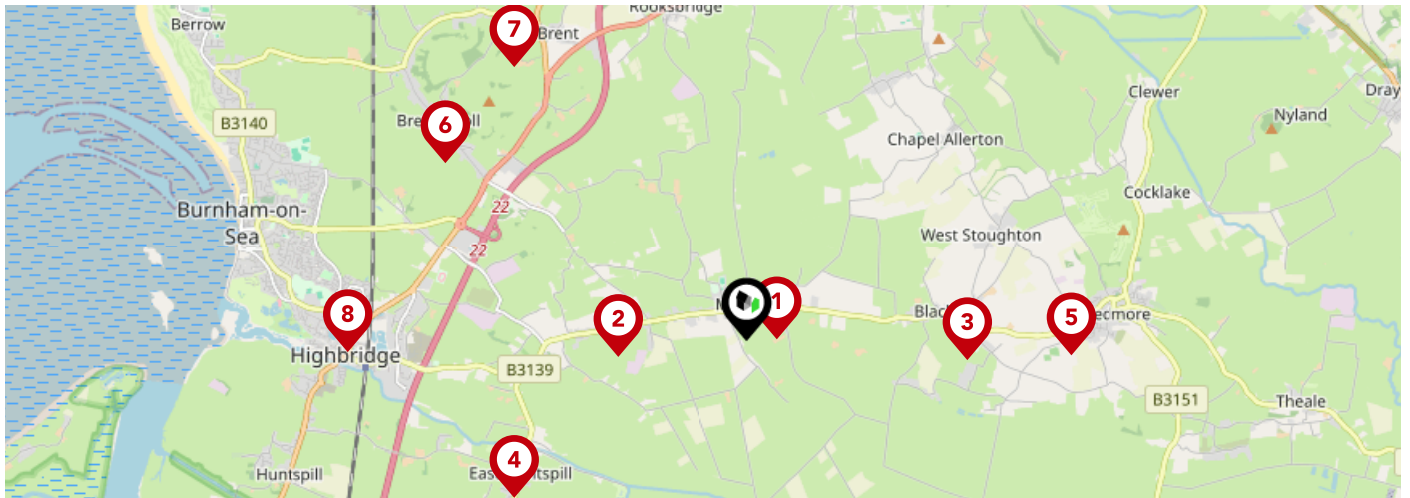 Berrow
Rooksbridge
7
Brent
Clewer
Dray
B3140
6
Nyland
Chapel Allerton
Cocklake
Burnham-on-
Sea
22
West Stoughton
22
1
8
2
3
5
Highbridge
B3139
B3151
Theale
4
Huntspill